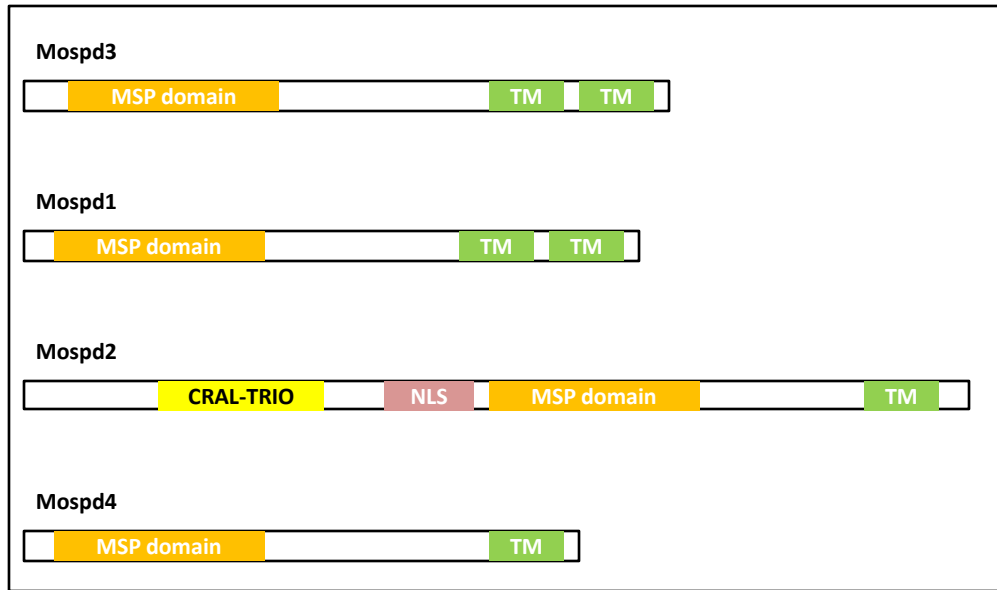 Mospd3
MSP domain TM TM
Mospd1
MSP domain TM TM
Mospd2
CRAL-TRIO NLS MSP domain TM
Mospd4
MSP domain TM